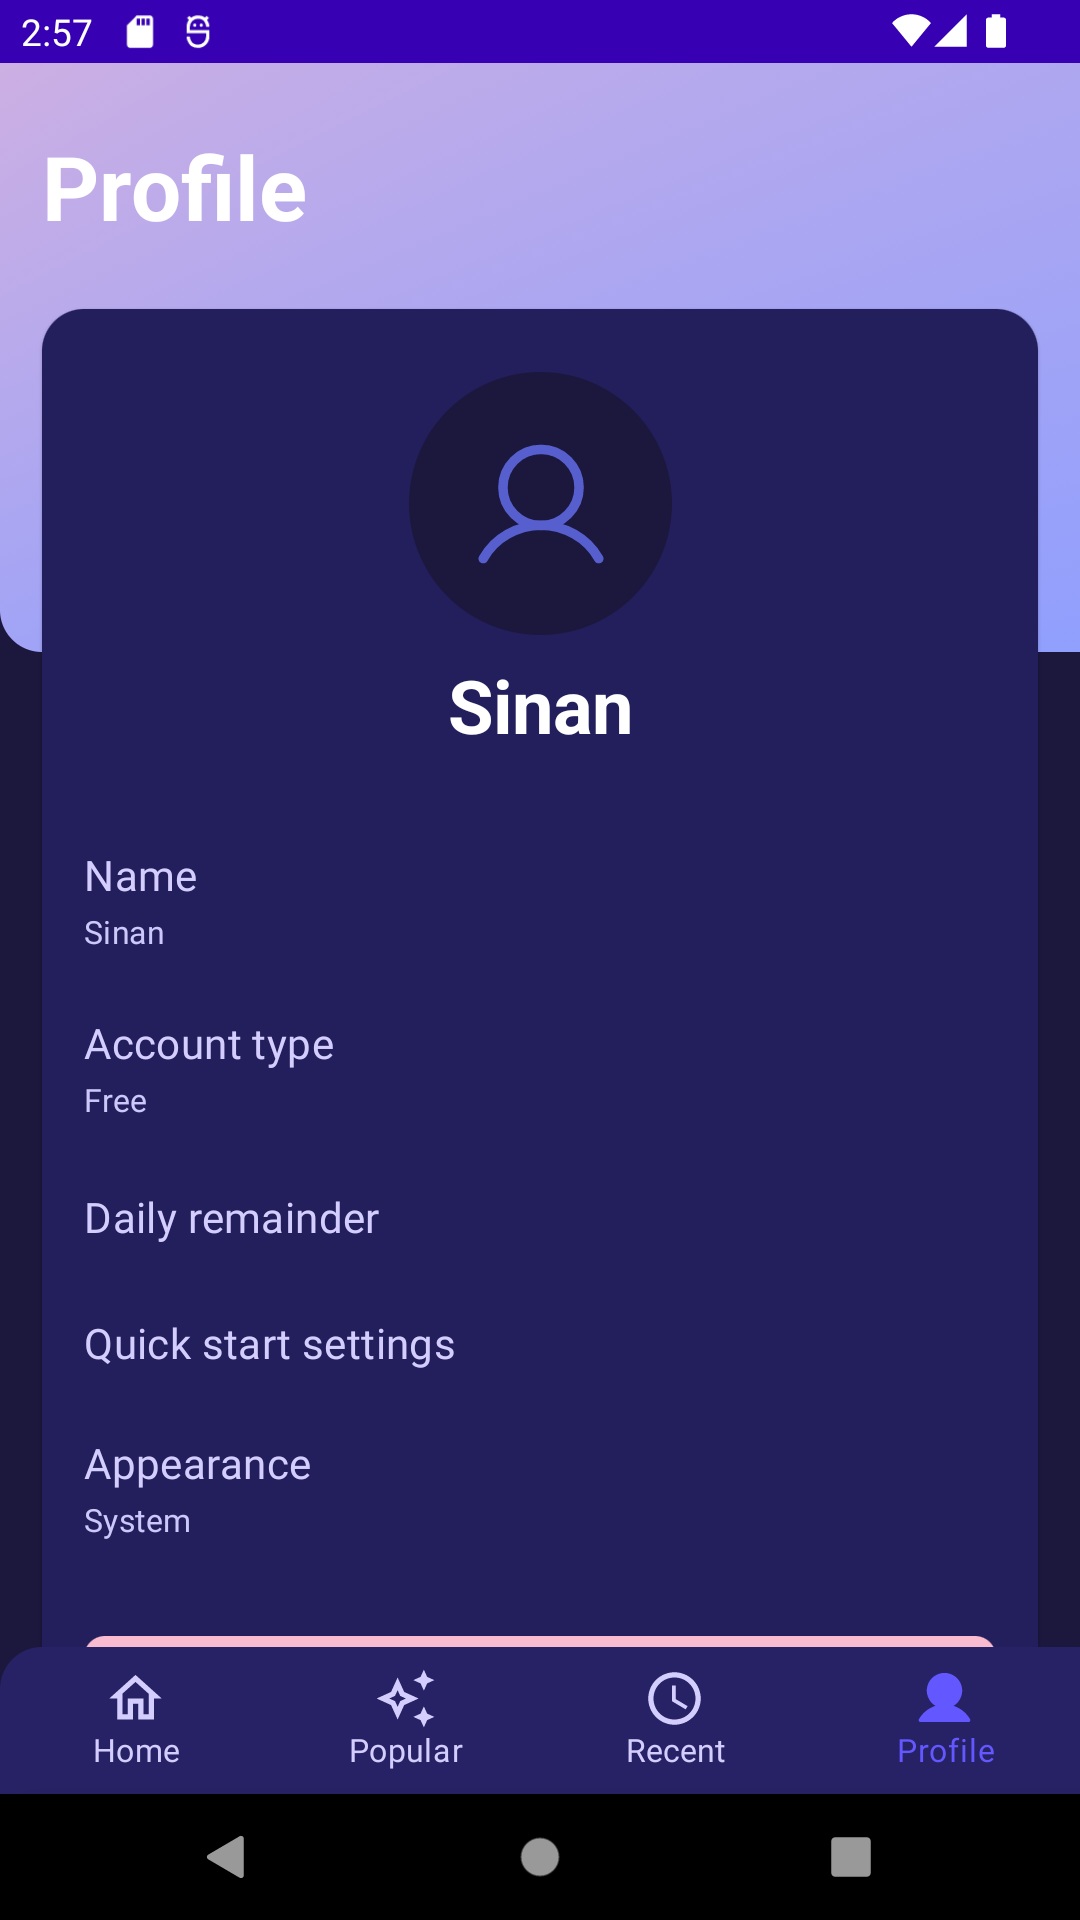 2:57
Profile
Sinan
Name
Sinan
Account type
Free
Daily remainder
Quick start settings
Appearance
System
Home
Popular
Recent
Profile